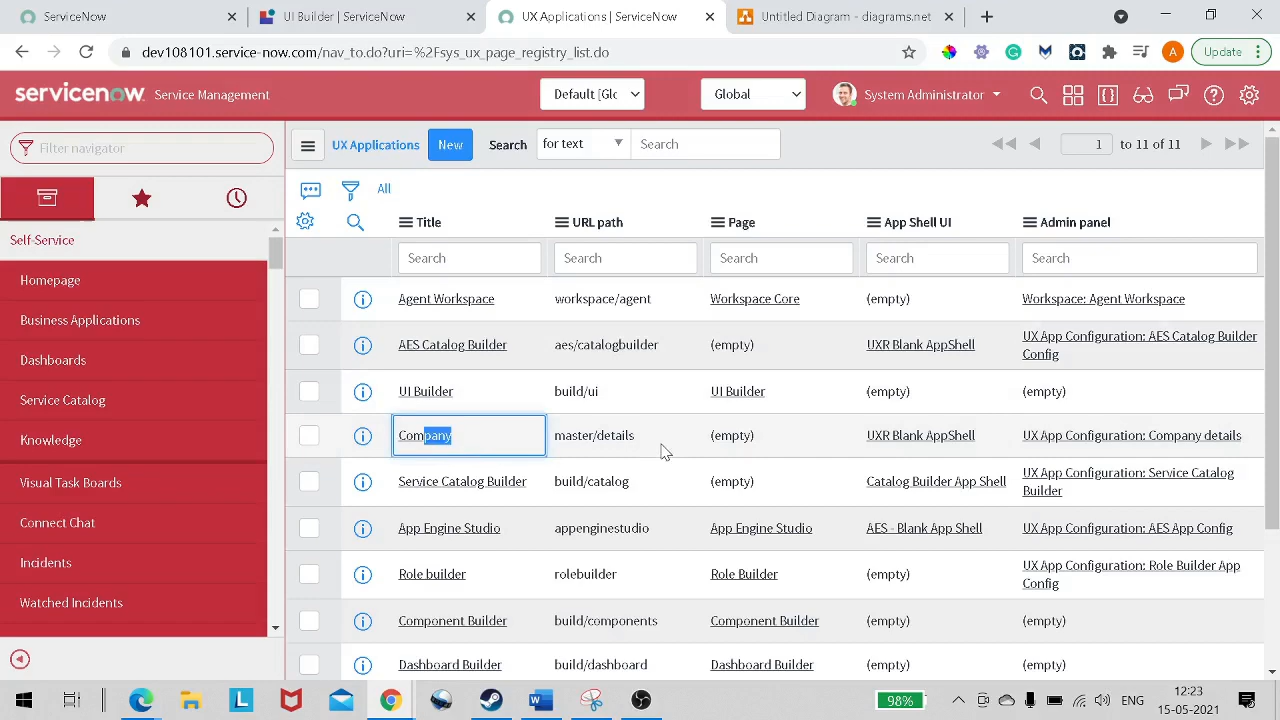 ServiceNow
UI Builder | ServiceNow
UX Applications | ServiceNow
Untitled Diagram - diagrams.net
dev108101.service-now.com/nav_to.do?uri=%2Fsys_ux_page_registry_list.do
A
Update
servicenow Service Management
Default [Glo
Global
System Administrator
Filter navigator
UX Applications
New
Search
for text
Search
1
to 11 of 11
All
Title
URL path
Page
App Shell UI
Admin panel
Search
Search
Search
Search
Search
Self-Service
Homepage
Business Applications
Dashboards
Service Catalog
Knowledge
Visual Task Boards
Connect Chat
Incidents
Watched Incidents
Agent Workspace
workspace/agent
Workspace Core
(empty)
Workspace: Agent Workspace
AES Catalog Builder
aes/catalogbuilder
(empty)
UXR Blank AppShell
UX App Configuration: AES Catalog Builder
Config
UI Builder
build/ui
UI Builder
(empty)
(empty)
Company
master/details
(empty)
UXR Blank AppShell
UX App Configuration: Company details
Service Catalog Builder
build/catalog
(empty)
Catalog Builder App Shell
UX App Configuration: Service Catalog
Builder
App Engine Studio
appenginestudio
App Engine Studio
AES - Blank App Shell
UX App Configuration: AES App Config
Role builder
rolebuilder
Role Builder
(empty)
UX App Configuration: Role Builder App
Config
Component Builder
build/components
Component Builder
(empty)
(empty)
Dashboard Builder
build/dashboard
Dashboard Builder
(empty)
(empty)
L
W
98%
ENG
12:23
15-05-2021